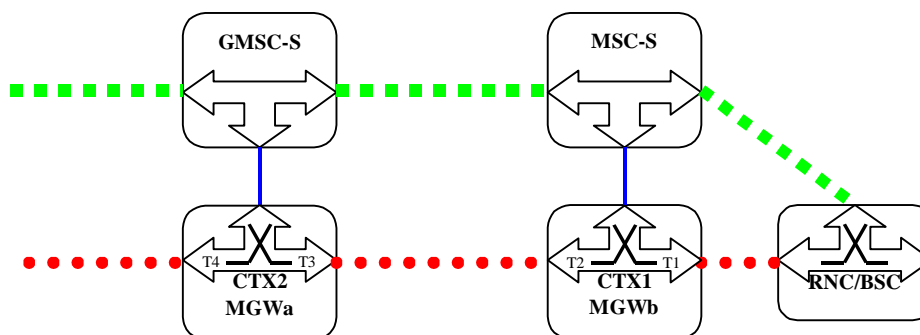 GMSC-S
MSC-S
T4 T3
CTX2
MGWa
T2 T1
CTX1
MGWb
RNC/BSC